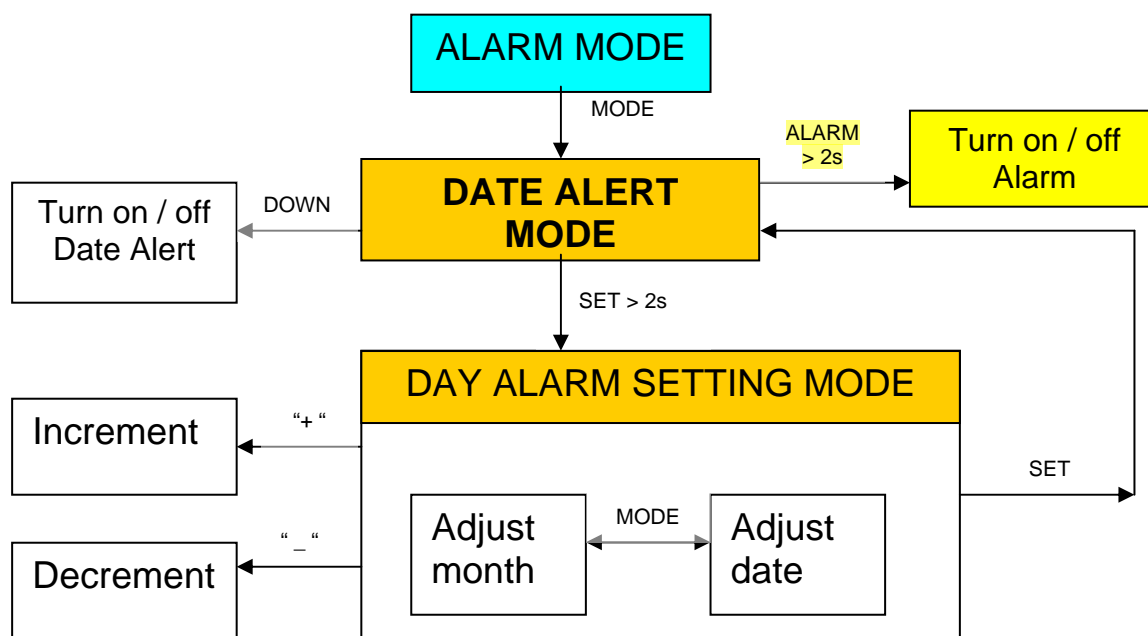 ALARM MODE
MODE
ALARM
> 2s
Turn on / off
Alarm
DATE ALERT
MODE
DOWN
Turn on / off
Date Alert
SET > 2s
DAY ALARM SETTING MODE
“+ “
Increment
SET
Adjust
month
MODE
Adjust
date
“ _ “
Decrement